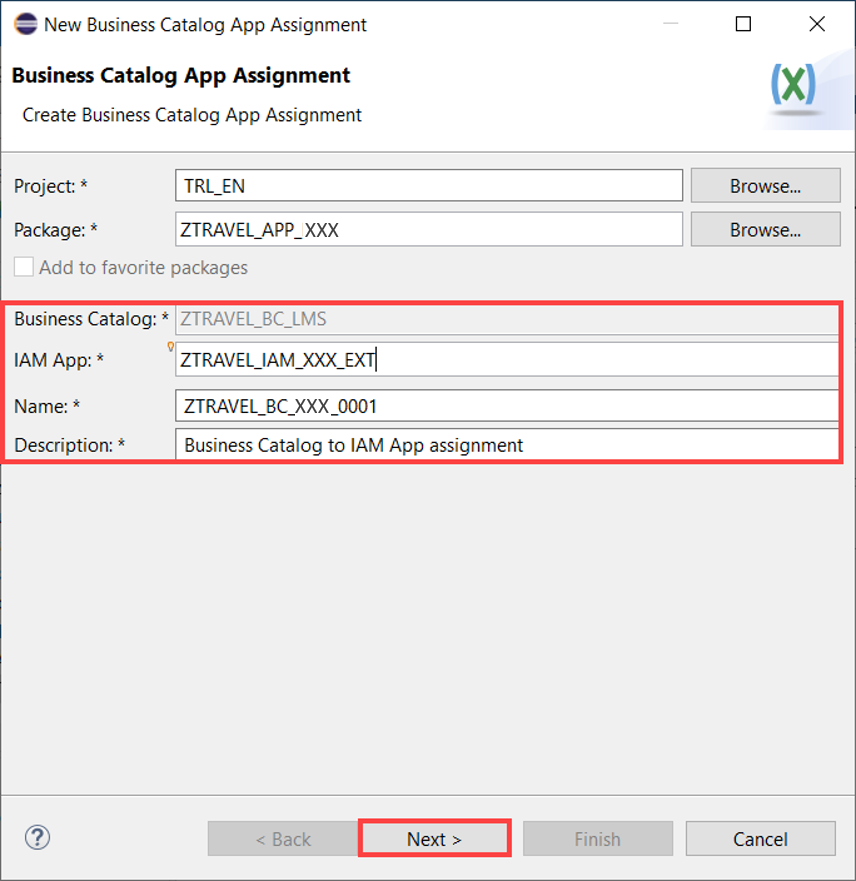 New Business Catalog App Assignment
Business Catalog App Assignment
Create Business Catalog App Assignment
Project: * TRL_EN Browse...
Package: * ZTRAVEL_APP_XXX Browse...
Add to favorite packages
Business Catalog: * ZTRAVEL_BC_LMS
IAM App: * ZTRAVEL_IAM_XXX_EXT
Name: * ZTRAVEL_BC_XXX_0001
Description: * Business Catalog to IAM App assignment
? < Back Next > Finish Cancel